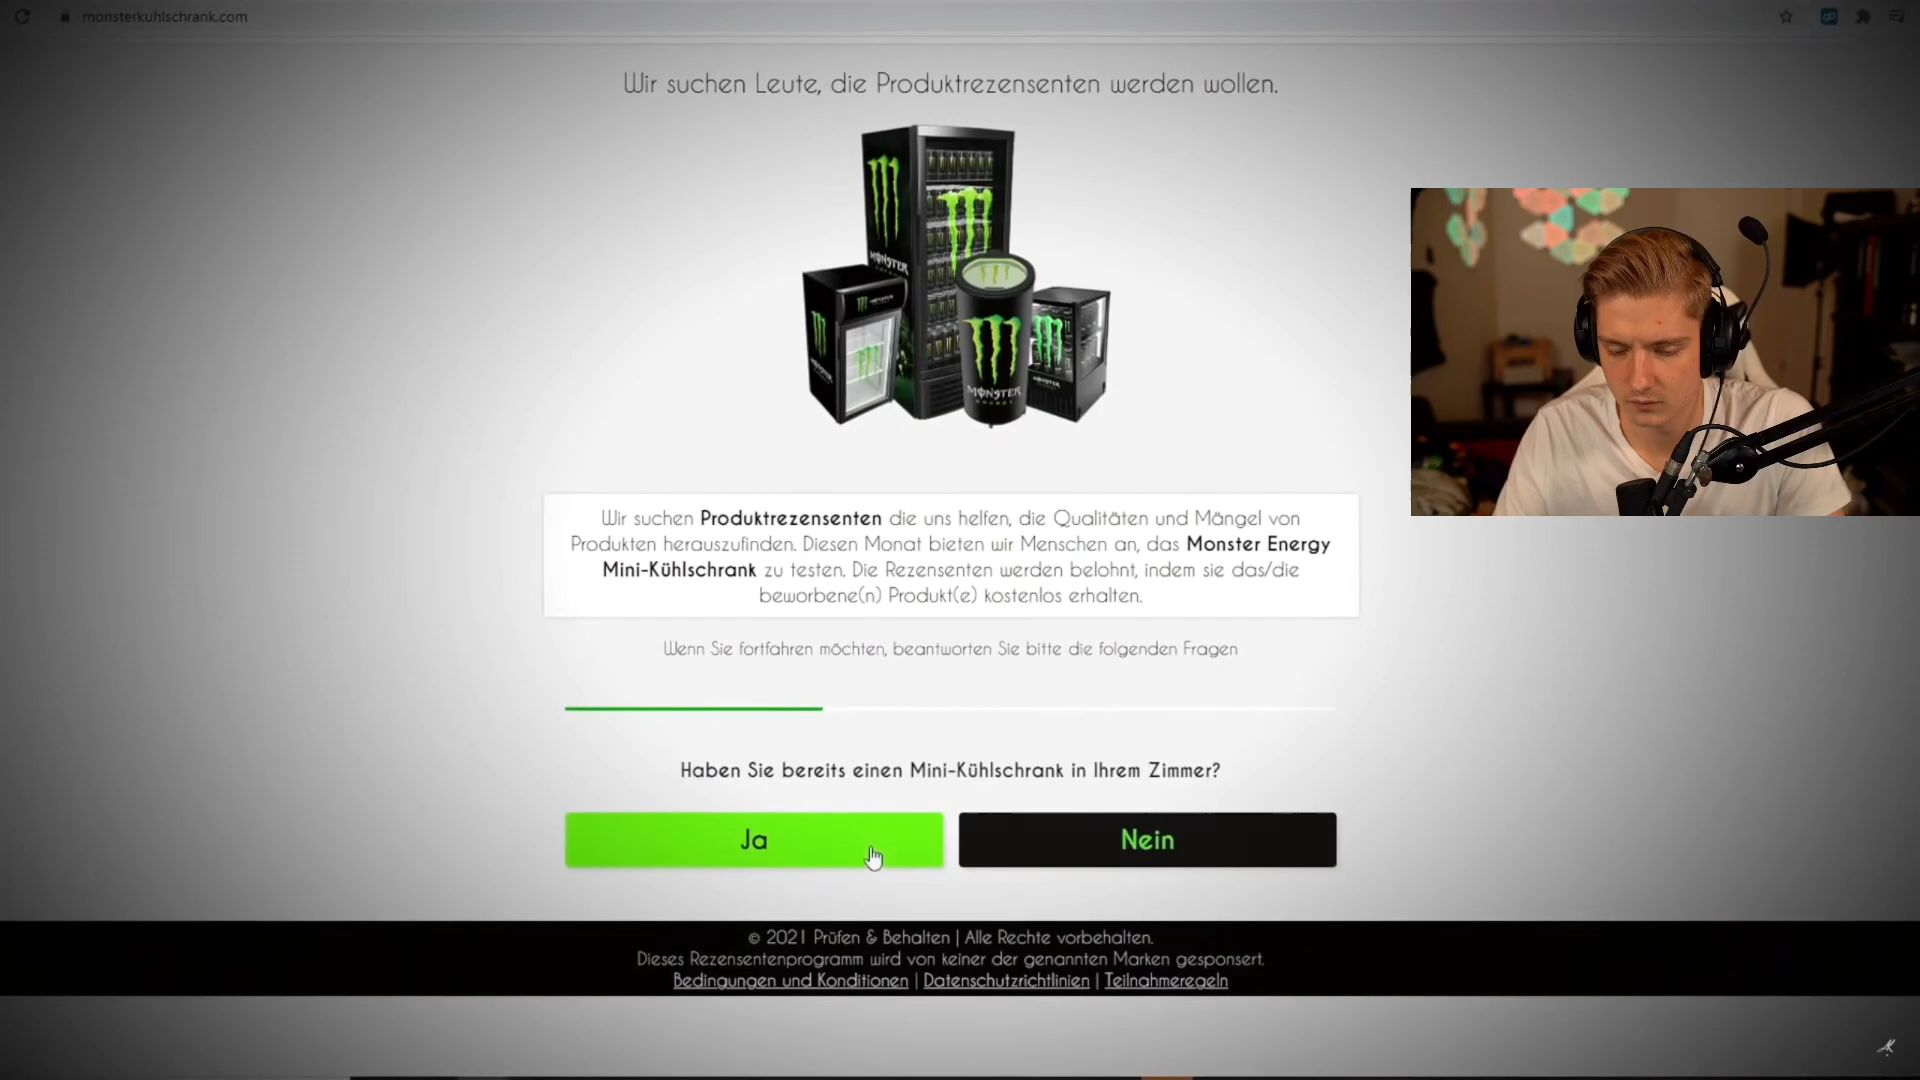 monsterkuhlschrank.com
Wir suchen Leute, die Produktrezensenten werden wollen.
MONSTER
MONSTER
ENERGY
Wir suchen Produktrezensenten die uns helfen, die Qualitäten und Mängel von
Produkten herauszufinden. Diesen Monat bieten wir Menschen an, das Monster Energy
Mini-Kühlschrank zu testen. Die Rezensenten werden belohnt, indem sie das/die
beworbene(n) Produkt(e) kostenlos erhalten.
Wenn Sie fortfahren möchten, beantworten Sie bitte die folgenden Fragen
Haben Sie bereits einen Mini-Kühlschrank in Ihrem Zimmer?
Ja
Nein
© 2021 Prüfen & Behalten | Alle Rechte vorbehalten.
Dieses Rezensentenprogramm wird von keiner der genannten Marken gesponsert.
Bedingungen und Konditionen | Datenschutzrichtlinien | Teilnahmeregeln